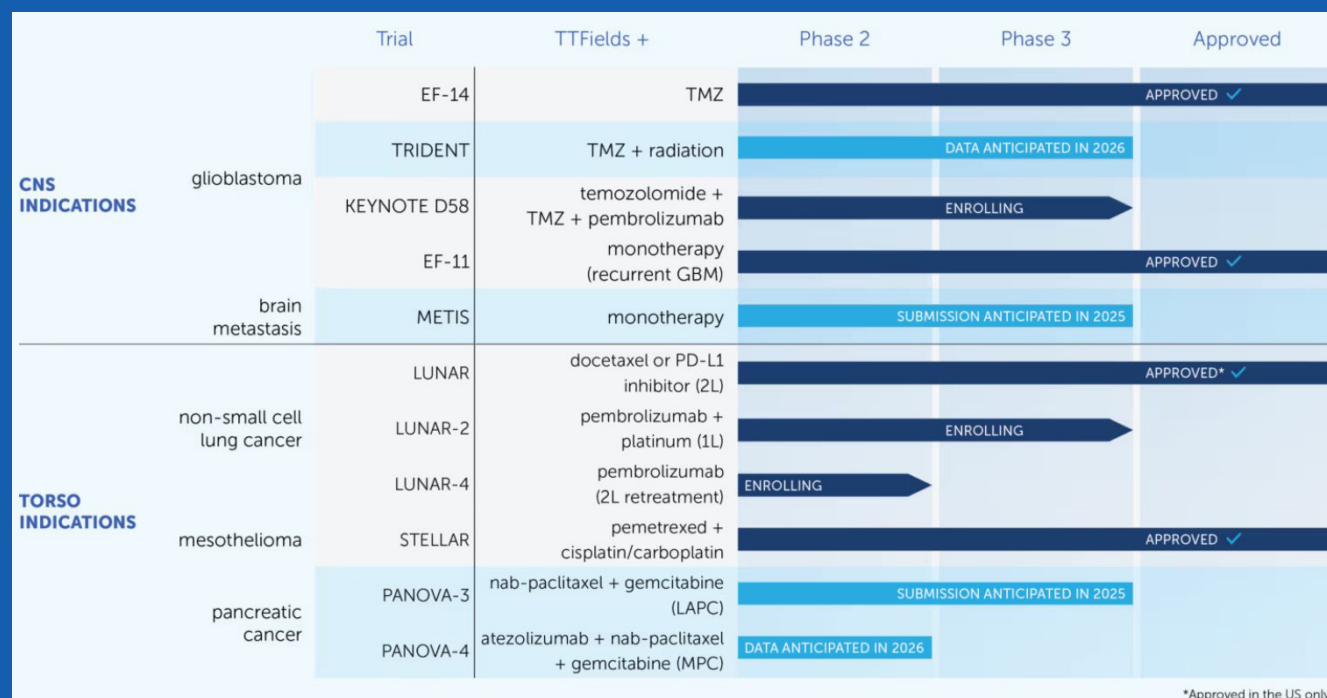 Trial TTFields + Phase 2 Phase 3 Approved
CNS
INDICATIONS
glioblastoma
EF-14 TMZ APPROVED ✓
TRIDENT TMZ + radiation DATA ANTICIPATED IN 2026
KEYNOTE D58 temozolomide +
TMZ + pembrolizumab ENROLLING
EF-11 monotherapy
(recurrent GBM) APPROVED ✓
brain
metastasis
METIS monotherapy SUBMISSION ANTICIPATED IN 2025
TORSO
INDICATIONS
non-small cell
lung cancer
LUNAR docetaxel or PD-L1
inhibitor (2L) APPROVED* ✓
LUNAR-2 pembrolizumab +
platinum (1L) ENROLLING
LUNAR-4 pembrolizumab
(2L retreatment) ENROLLING
mesothelioma
STELLAR pemetrexed +
cisplatin/carboplatin APPROVED ✓
pancreatic
cancer
PANOVA-3 nab-paclitaxel + gemcitabine
(LAPC) SUBMISSION ANTICIPATED IN 2025
PANOVA-4 atezolizumab + nab-paclitaxel
+ gemcitabine (MPC) DATA ANTICIPATED IN 2026
*Approved in the US only